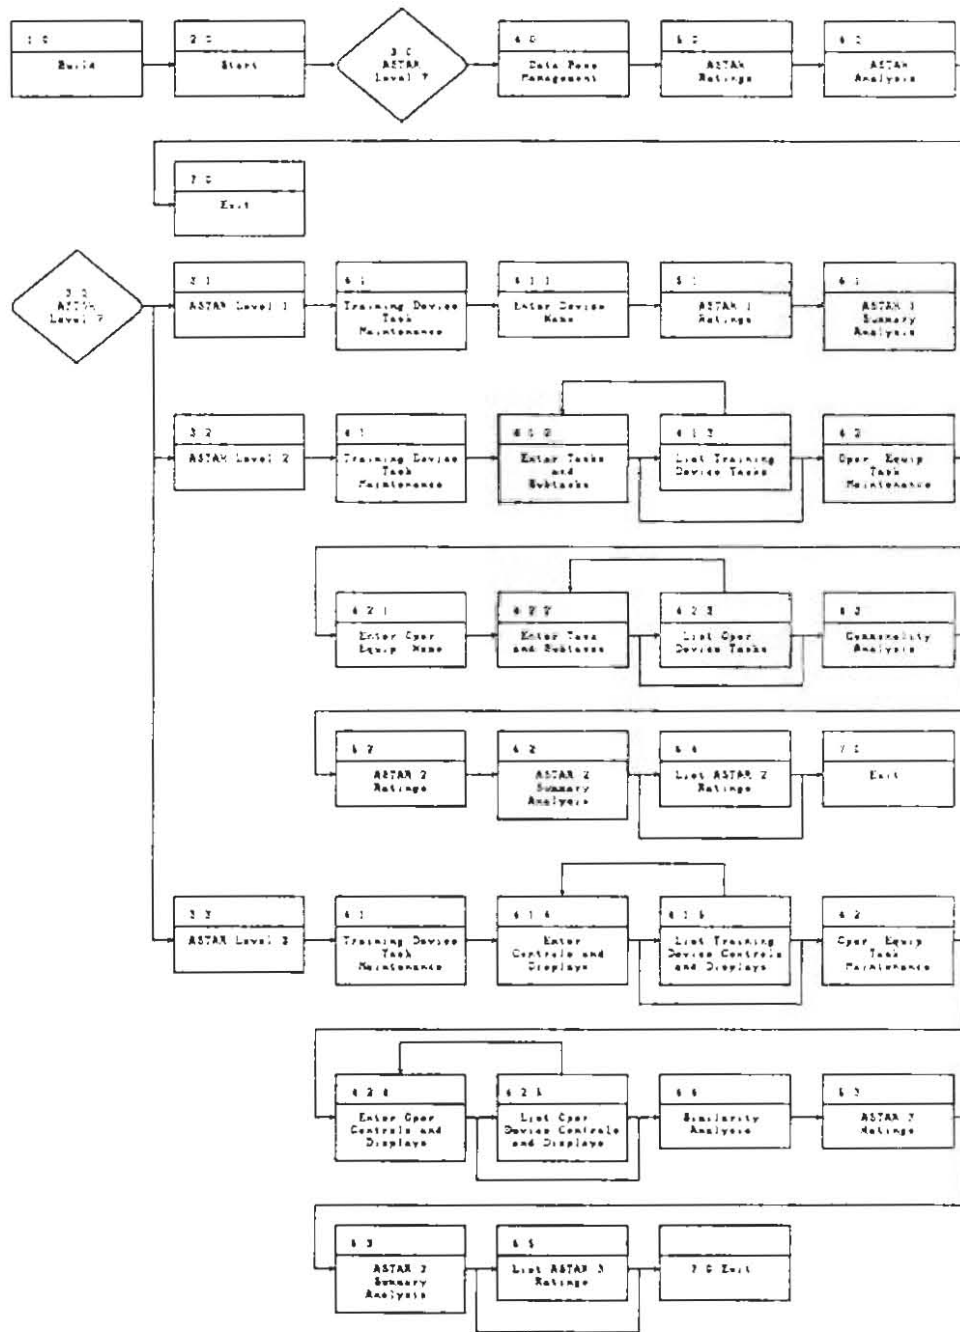 1 0
Build
2 0
Start
3 0
ASTAR
Level ?
4 0
Data Base
Management
5 0
ASTAR
Ratings
ASTAR
Analysis
7 0
Exit
ASTAR
Level ?
3 1
ASTAR Level 1
4 1
Training Device
Task
Maintenance
4 1 1
Enter Device
Name
5 1
ASTAR 1
Ratings
6 1
ASTAR 1
Summary
Analysis
3 2
ASTAR Level 2
4 1
Training Device
Task
Maintenance
4 1 2
Enter Tasks
and
Subtasks
4 1 3
List Training
Device Tasks
4 2
Oper Equip
Task
Maintenance
4 2 1
Enter Oper
Equip Name
4 2 2
Enter Task
and Subtasks
4 2 3
List Oper
Device Tasks
4 3
Commonality
Analysis
5 2
ASTAR 2
Ratings
6 2
ASTAR 2
Summary
Analysis
List ASTAR 2
Ratings
Exit
3 3
ASTAR Level 3
4 1
Training Device
Task
Maintenance
4 1 4
Enter
Controls and
Displays
4 1 5
List Training
Device Controls
and Displays
4 2
Oper Equip
Task
Maintenance
4 2 4
Enter Oper
Controls and
Displays
4 2 5
List Oper
Device Controls
and Displays
Similarity
Analysis
5 3
ASTAR 3
Ratings
6 3
ASTAR 3
Summary
Analysis
6 5
List ASTAR 3
Ratings
7 0 Exit